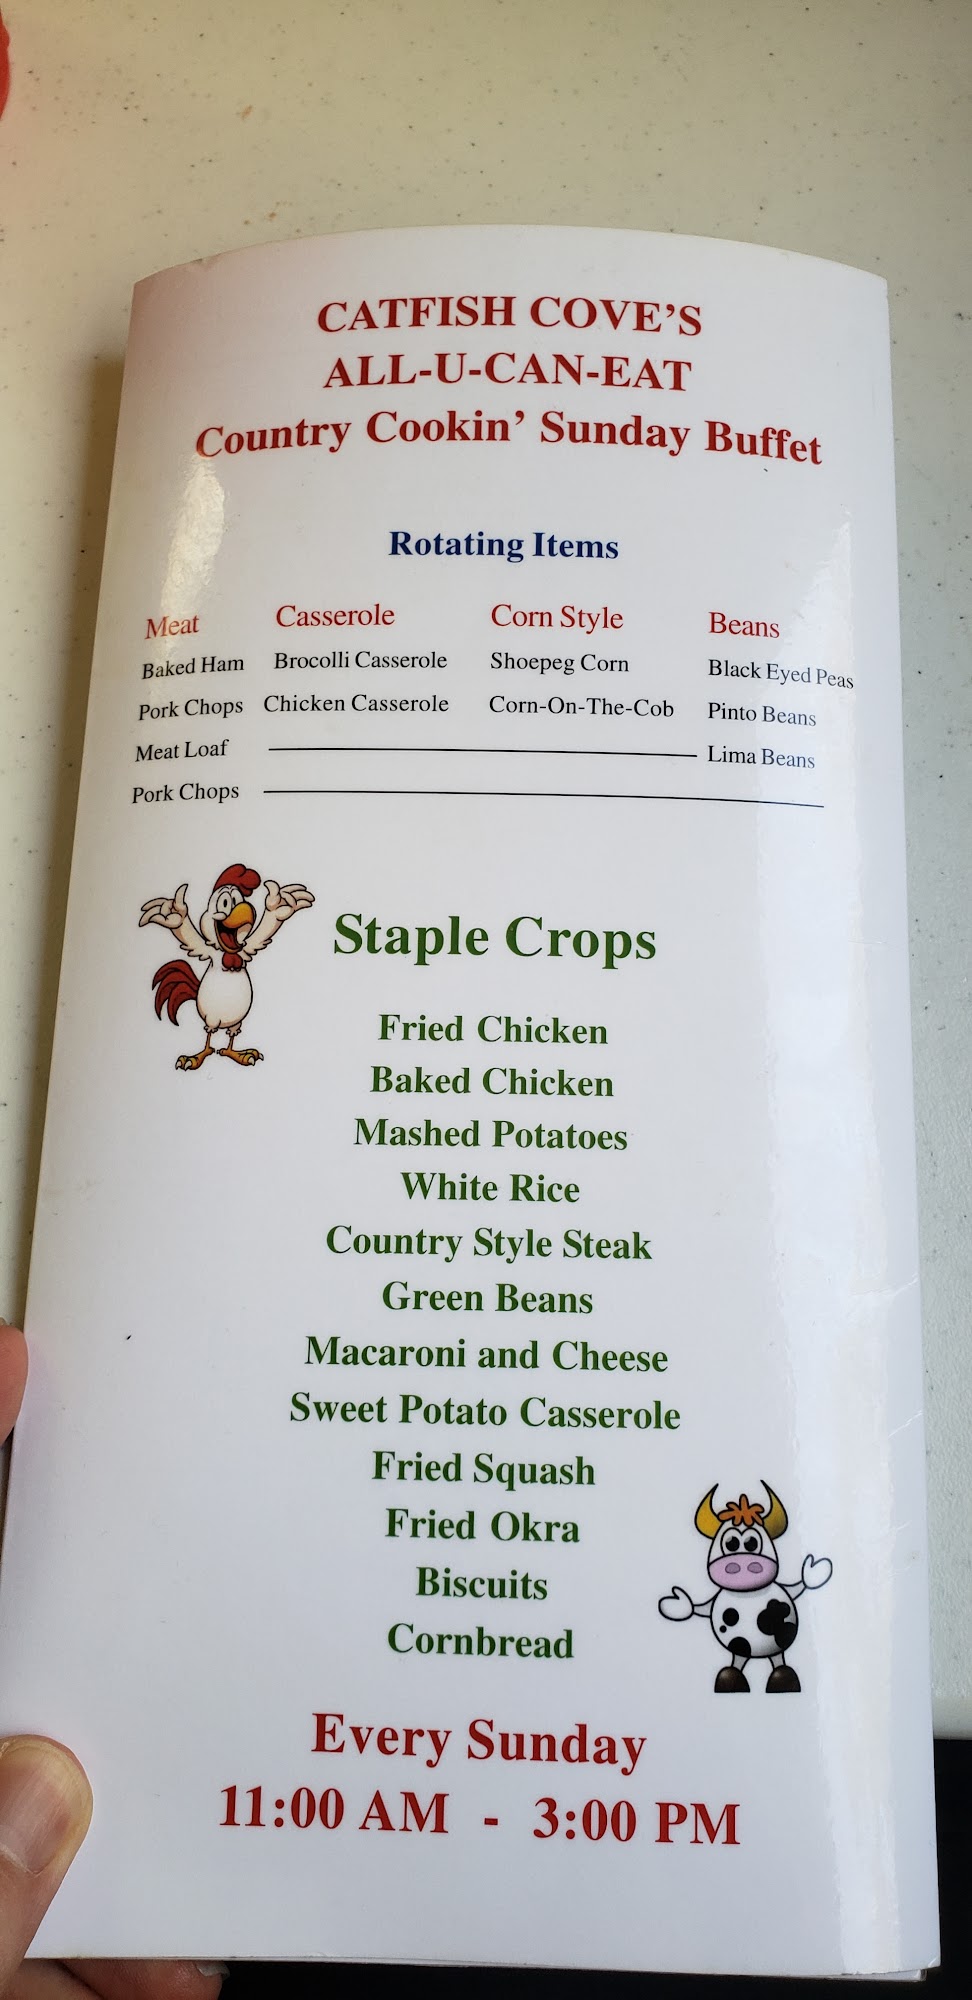 CATFISH COVE'S
ALL-U-CAN-EAT
Country Cookin' Sunday Buffet
Rotating Items
Meat Casserole Corn Style Beans
Baked Ham Brocolli Casserole Shoepeg Corn Black Eyed Peas
Pork Chops Chicken Casserole Corn-On-The-Cob Pinto Beans
Meat Loaf Lima Beans
Pork Chops
Staple Crops
Fried Chicken
Baked Chicken
Mashed Potatoes
White Rice
Country Style Steak
Green Beans
Macaroni and Cheese
Sweet Potato Casserole
Fried Squash
Fried Okra
Biscuits
Cornbread
Every Sunday
11:00 AM - 3:00 PM